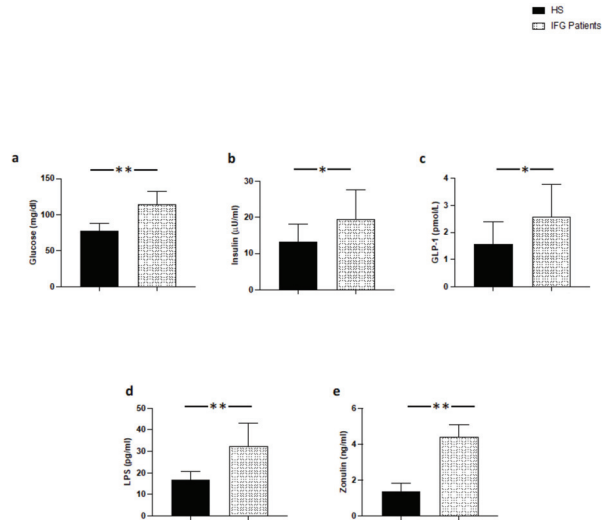 HS
IFG Patients
a
**
Glucose (mg/dl)
150
100
50
0
b
*
Insulin (µU/ml)
30
20
10
0
c
*
GLP-1 (pmol/L)
4
3
2
1
0
d
**
LPS (pg/ml)
50
40
30
20
10
0
e
**
Zonulin (ng/ml)
6
4
2
0